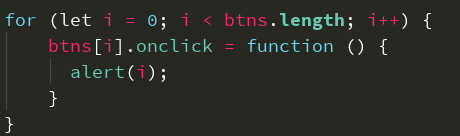 for (let i = 0; i < btns.length; i++) {
    btns[i].onclick = function () {
      alert(i);
    }
}